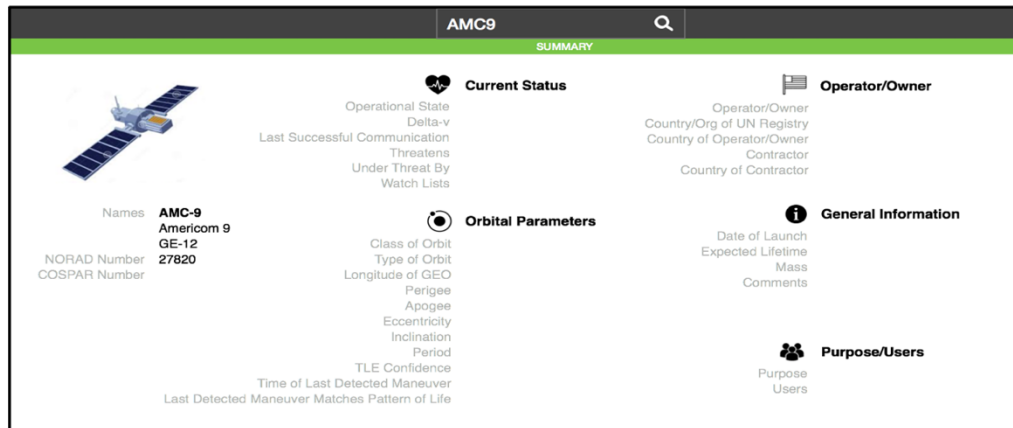 AMC9
SUMMARY
Names AMC-9
Americom 9
GE-12
NORAD Number 27820
COSPAR Number
Current Status
Operational State
Delta-v
Last Successful Communication
Threatens
Under Threat By
Watch Lists
Orbital Parameters
Class of Orbit
Type of Orbit
Longitude of GEO
Perigee
Apogee
Eccentricity
Inclination
Period
TLE Confidence
Time of Last Detected Maneuver
Last Detected Maneuver Matches Pattern of Life
Operator/Owner
Operator/Owner
Country/Org of UN Registry
Country of Operator/Owner
Contractor
Country of Contractor
General Information
Date of Launch
Expected Lifetime
Mass
Comments
Purpose/Users
Purpose
Users